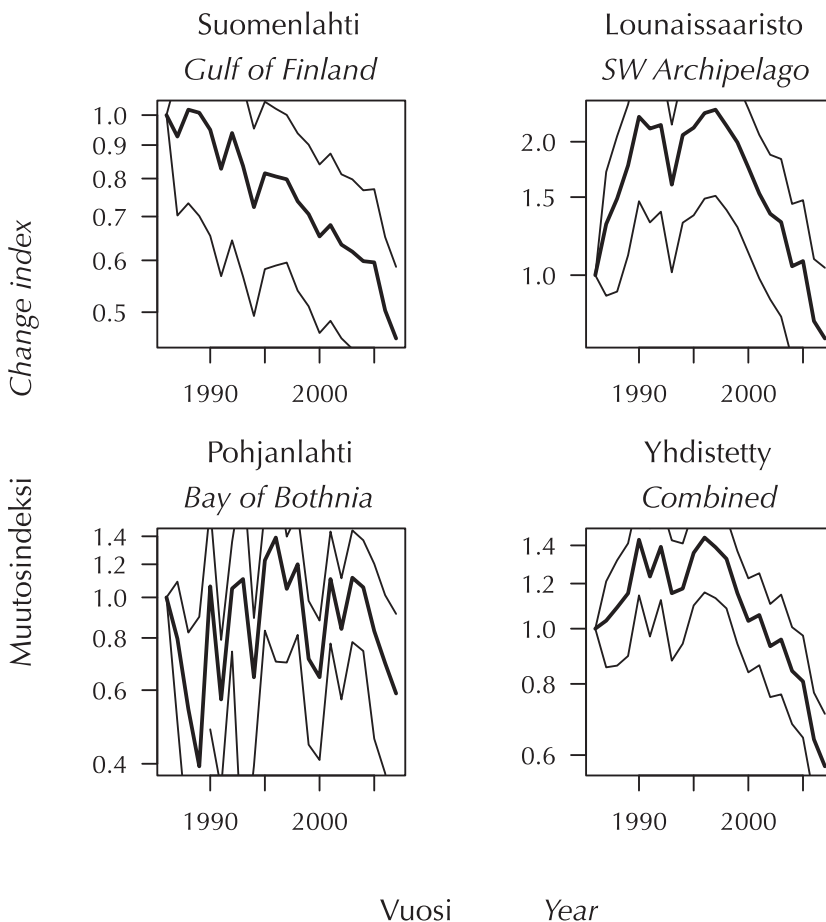 Suomenlahti
Gulf of Finland
1.0
0.9
0.8
0.7
0.6
0.5
1990
2000
Lounaissaaristo
SW Archipelago
2.0
1.5
1.0
1990
2000
Change index
Muutosindeksi
Pohjanlahti
Bay of Bothnia
1.4
1.2
1.0
0.8
0.6
0.4
1990
2000
Yhdistetty
Combined
1.4
1.2
1.0
0.8
0.6
1990
2000
Vuosi Year